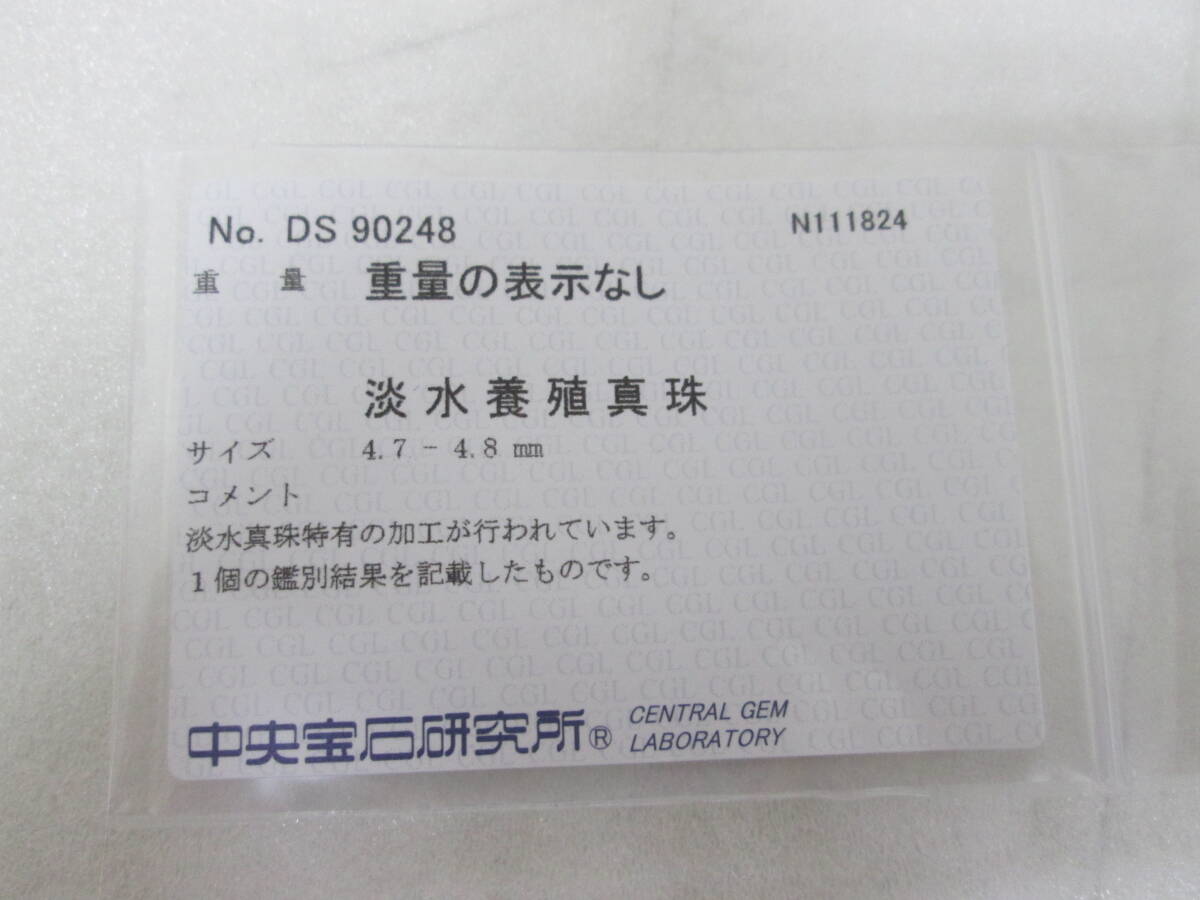 No. DS 90248 N111824
重 量 重量の表示なし
淡水養殖真珠
サイズ 4.7 - 4.8 mm
コメント
淡水真珠特有の加工が行われています。
1個の鑑別結果を記載したものです。
中央宝石研究所® CENTRAL GEM
LABORATORY